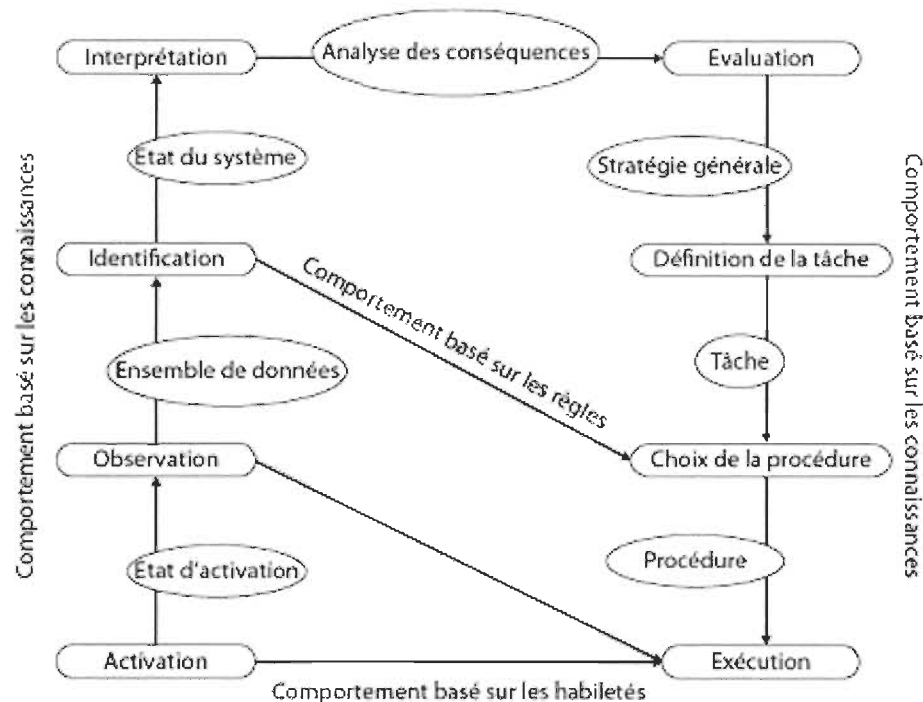 Interprétation
Analyse des conséquences
Evaluation
Etat du système
Stratégie générale
Comportement basé sur les connaissances
Comportement basé sur les connaissances
Identification
Définition de la tâche
Comportement basé sur les règles
Ensemble de données
Tâche
Observation
Choix de la procédure
Etat d'activation
Procédure
Activation
Exécution
Comportement basé sur les habiletés